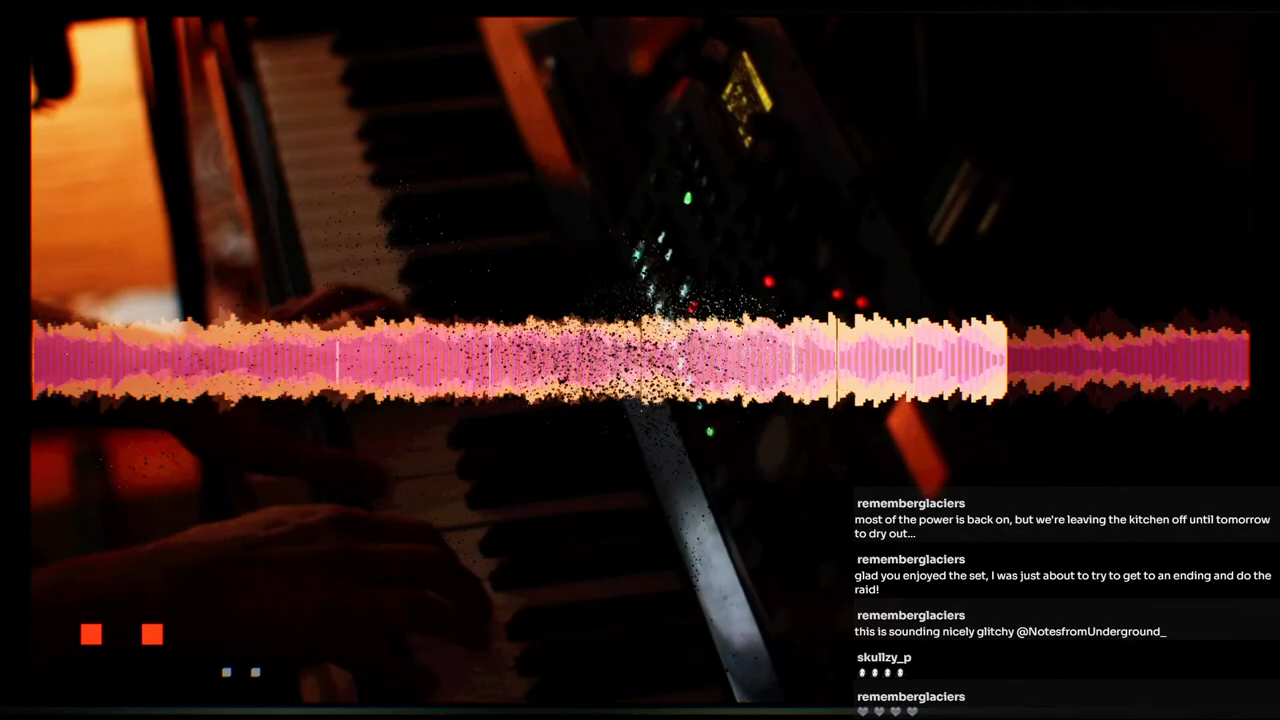 rememberglaciers
most of the power is back on, but we're leaving the kitchen off until tomorrow
to dry out...
rememberglaciers
glad you enjoyed the set, I was just about to try to get to an ending and do the
raid!
rememberglaciers
this is sounding nicely glitchy @NotesfromUnderground_
skullzy_p
rememberglaciers